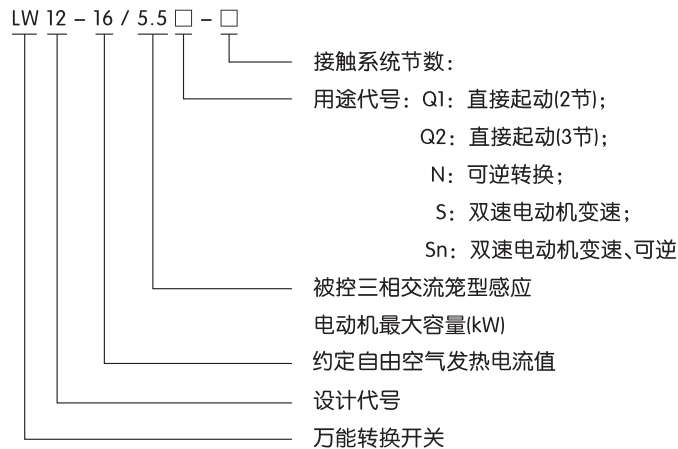 LW 12 – 16 / 5.5 □ – □
接触系统节数：
用途代号：Q1：直接起动(2节)；
Q2：直接起动(3节)；
N：可逆转换；
S：双速电动机变速；
Sn：双速电动机变速、可逆
被控三相交流笼型感应
电动机最大容量(kW)
约定自由空气发热电流值
设计代号
万能转换开关